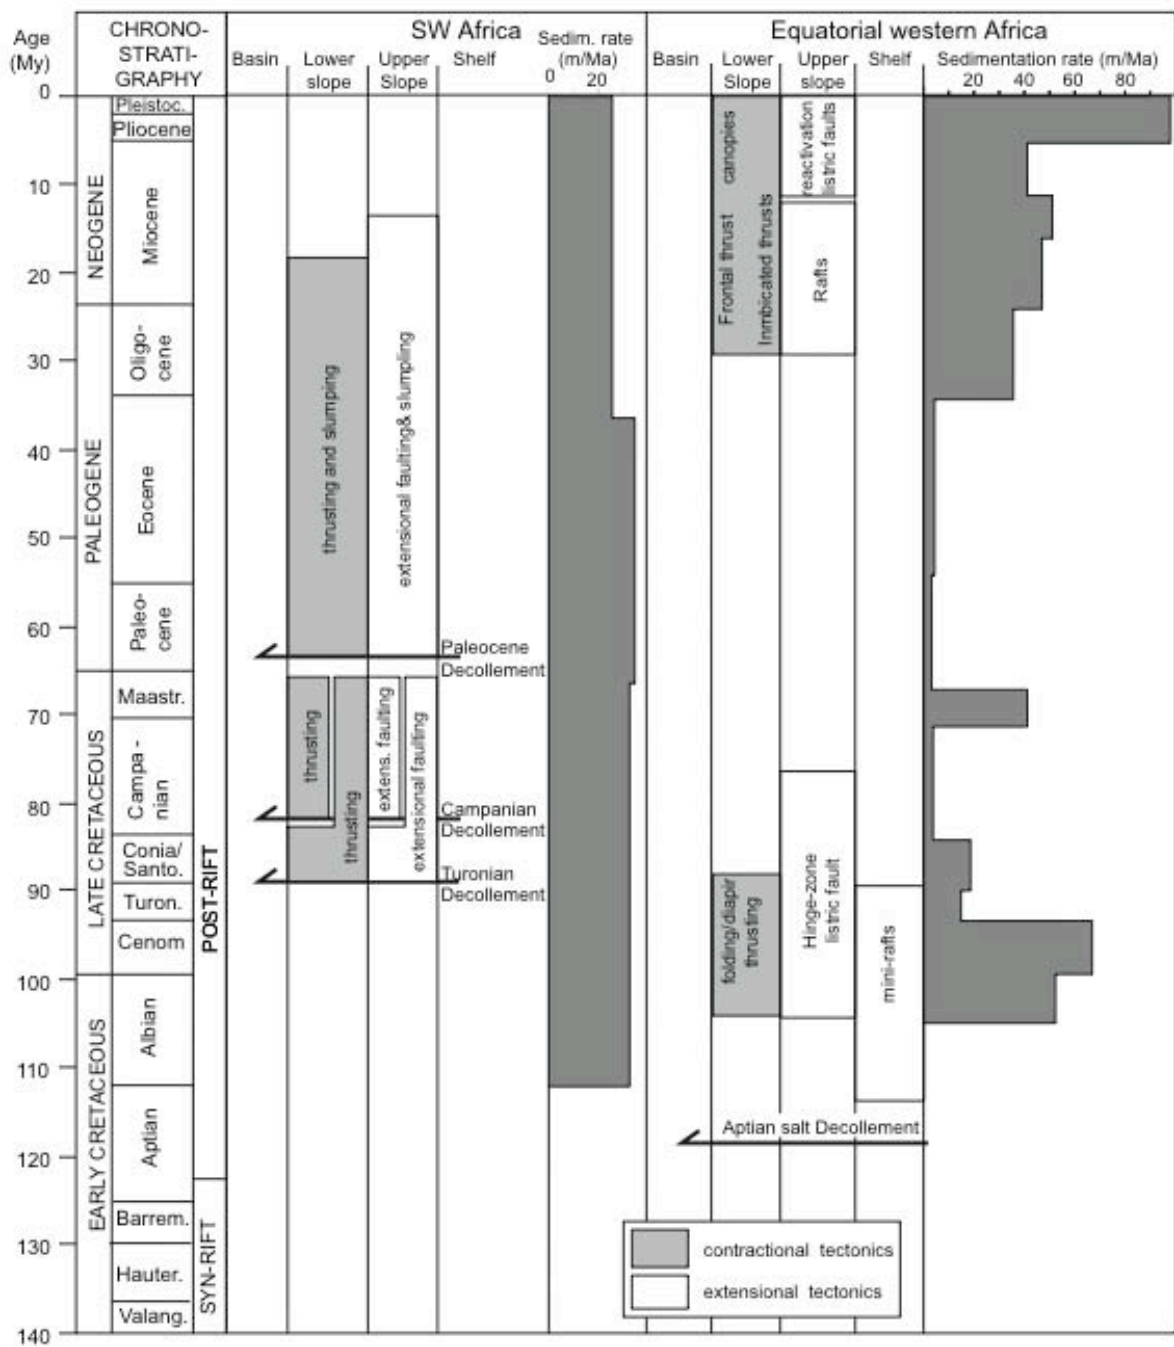 Age
(My)
CHRONO-
STRATI-
GRAPHY
SW Africa
Basin
Lower
slope
Upper
Slope
Shelf
Sedim. rate
(m/Ma)
0 20
Equatorial western Africa
Basin
Lower
Slope
Upper
slope
Shelf
Sedimentation rate (m/Ma)
10 20 40 60 80
0
10
20
30
40
50
60
70
80
90
100
110
120
130
140
NEOGENE
PALEOGENE
LATE CRETACEOUS
EARLY CRETACEOUS
Pleistoc.
Pliocene
Miocene
Oligo-
cene
Eocene
Paleo-
cene
Maastr.
Campa -
nian
Conia/
Santo.
Turon.
Cenom
Albian
Aptian
Barrem.
Hauter.
Valang.
POST-RIFT
SYN-RIFT
thrusting and slumping
extensional faulting& slumping
Paleocene
Decollement
thrusting
thrusting
extens. faulting
extensional faulting
Campanian
Decollement
Turonian
Decollement
Frontal thrust canopies
Inmbicated thrusts
reactivation
listric faults
Rafts
folding/diapir
thrusting
Hinge-zone
listric fault
mini-rafts
Aptian salt Decollement
contractional tectonics
extensional tectonics